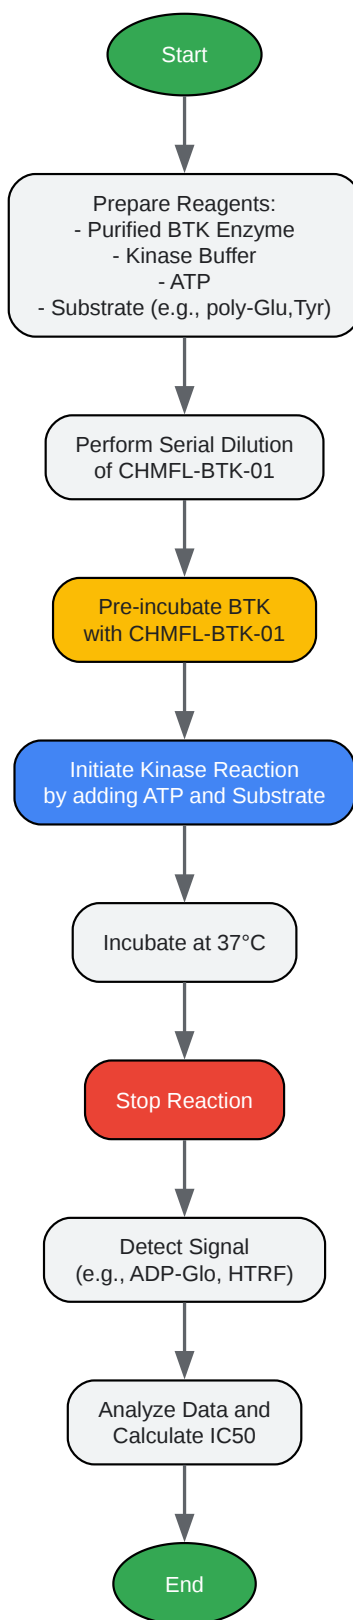 Start
Prepare Reagents:
- Purified BTK Enzyme
- Kinase Buffer
- ATP
- Substrate (e.g., poly-Glu,Tyr)
Perform Serial Dilution
of CHMFL-BTK-01
Pre-incubate BTK
with CHMFL-BTK-01
Initiate Kinase Reaction
by adding ATP and Substrate
Incubate at 37°C
Stop Reaction
Detect Signal
(e.g., ADP-Glo, HTRF)
Analyze Data and
Calculate IC50
End